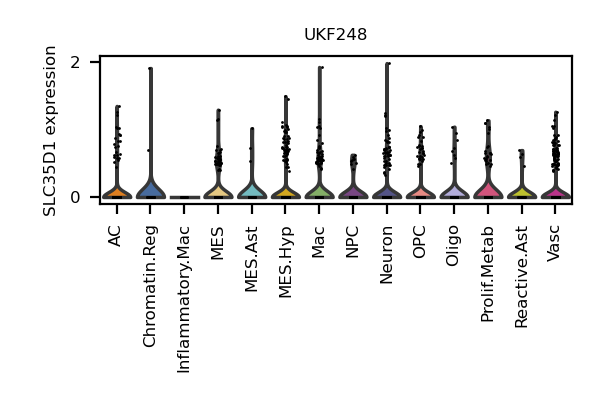 UKF248
SLC35D1 expression
2
0
AC
Chromatin.Reg
Inflammatory.Mac
MES
MES.Ast
MES.Hyp
Mac
NPC
Neuron
OPC
Oligo
Prolif.Metab
Reactive.Ast
Vasc